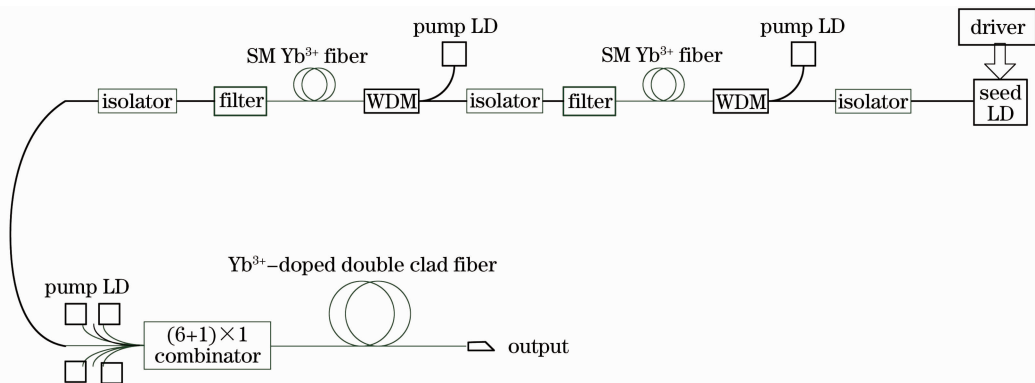 pump LD
pump LD
driver
SM Yb³⁺ fiber
SM Yb³⁺ fiber
isolator
filter
WDM
isolator
filter
WDM
isolator
seed
LD
Yb³⁺-doped double clad fiber
pump LD
(6+1)×1
combinator
output